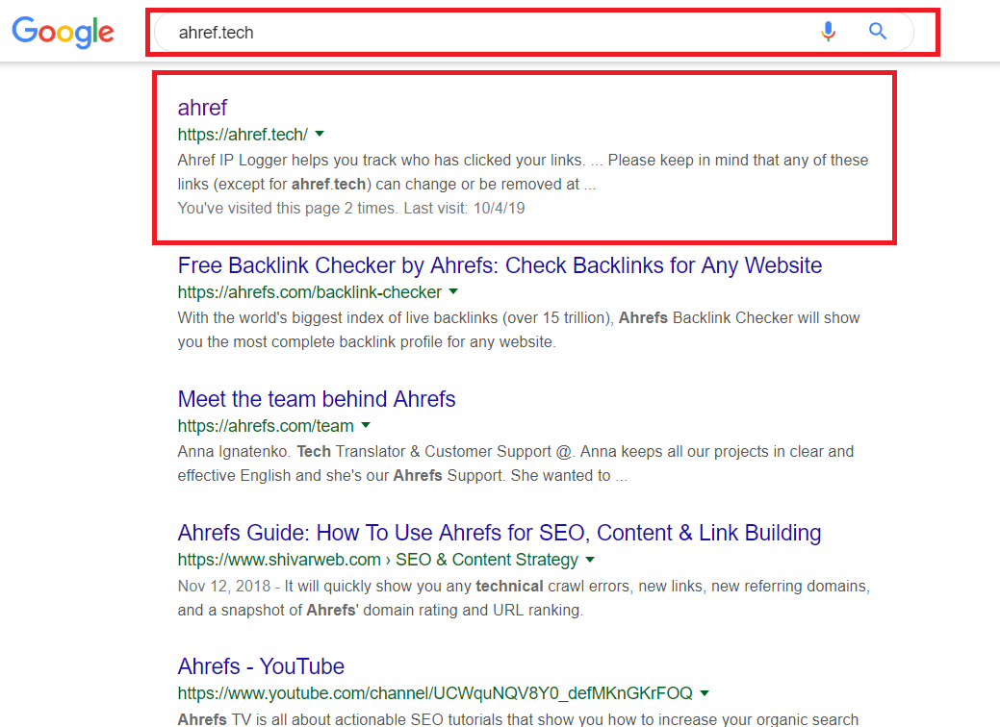 Google
ahref.tech
ahref
https://ahref.tech/
Ahref IP Logger helps you track who has clicked your links. ... Please keep in mind that any of these
links (except for ahref.tech) can change or be removed at ...
You've visited this page 2 times. Last visit: 10/4/19
Free Backlink Checker by Ahrefs: Check Backlinks for Any Website
https://ahrefs.com/backlink-checker
With the world's biggest index of live backlinks (over 15 trillion), Ahrefs Backlink Checker will show
you the most complete backlink profile for any website.
Meet the team behind Ahrefs
https://ahrefs.com/team
Anna Ignatenko. Tech Translator & Customer Support @. Anna keeps all our projects in clear and
effective English and she's our Ahrefs Support. She wanted to ...
Ahrefs Guide: How To Use Ahrefs for SEO, Content & Link Building
https://www.shivarweb.com › SEO & Content Strategy
Nov 12, 2018 - It will quickly show you any technical crawl errors, new links, new referring domains,
and a snapshot of Ahrefs' domain rating and URL ranking.
Ahrefs - YouTube
https://www.youtube.com/channel/UCWquNQV8Y0_defMKnGKrFOQ
Ahrefs TV is all about actionable SEO tutorials that show you how to increase your organic search